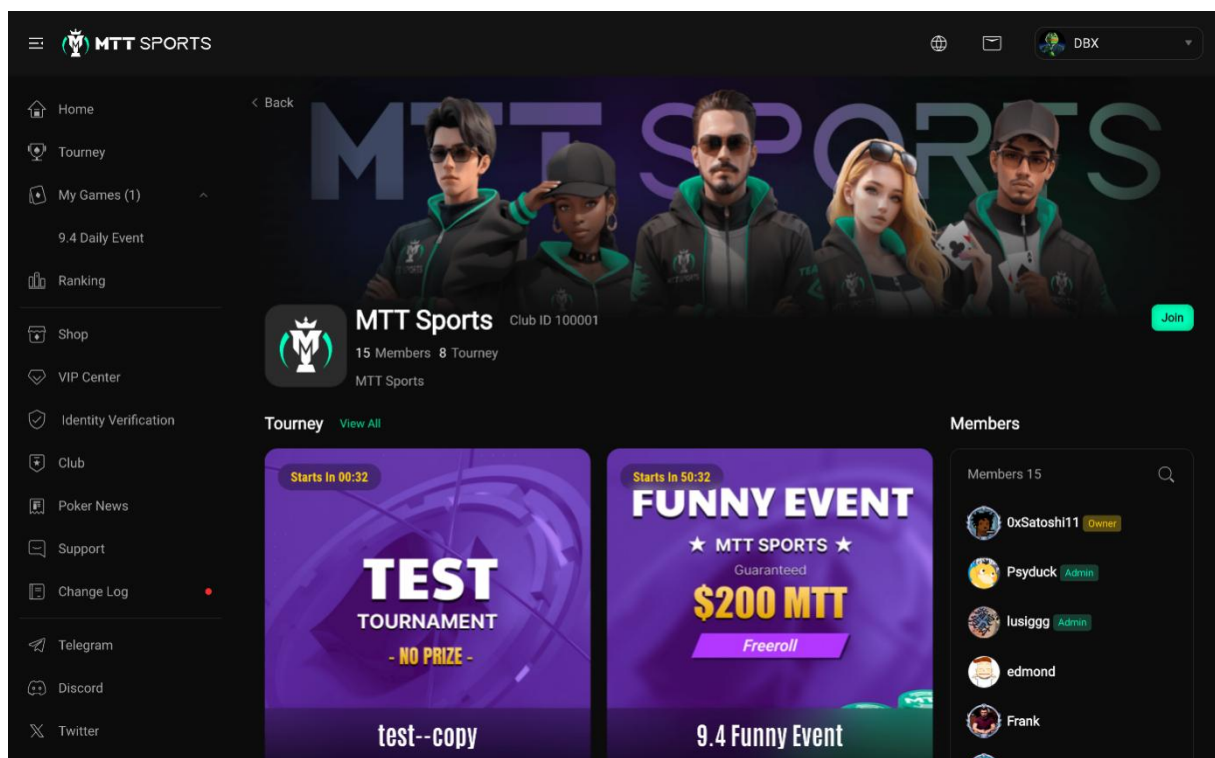 MTT SPORTS
DBX
Home
Tourney
My Games (1)
9.4 Daily Event
Ranking
Shop
VIP Center
Identity Verification
Club
Poker News
Support
Change Log
Telegram
Discord
Twitter
Back
MTT SPORTS
MTT Sports Club ID 100001
Join
15 Members 8 Tourney
MTT Sports
Tourney View All
Starts In 00:32
TEST
TOURNAMENT
- NO PRIZE -
test--copy
Starts In 50:32
FUNNY EVENT
★ MTT SPORTS ★
Guaranteed
$200 MTT
Freeroll
9.4 Funny Event
Members
Members 15
0xSatoshi11 Owner
Psyduck Admin
lusiggg Admin
edmond
Frank